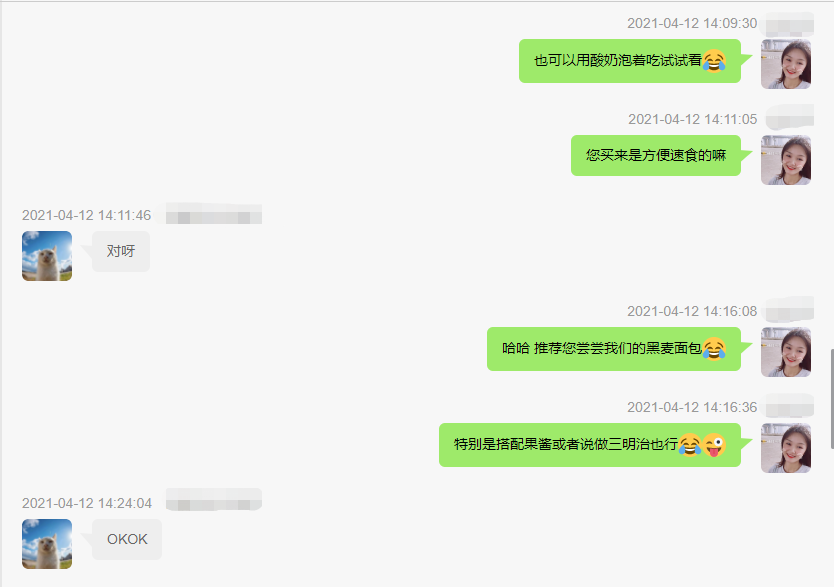 2021-04-12 14:09:30
也可以用酸奶泡着吃试试看😂
2021-04-12 14:11:05
您买来是方便速食的嘛
2021-04-12 14:11:46
对呀
2021-04-12 14:16:08
哈哈 推荐您尝尝我们的黑麦面包😂
2021-04-12 14:16:36
特别是搭配果酱或者说做三明治也行😂😜
2021-04-12 14:24:04
OKOK